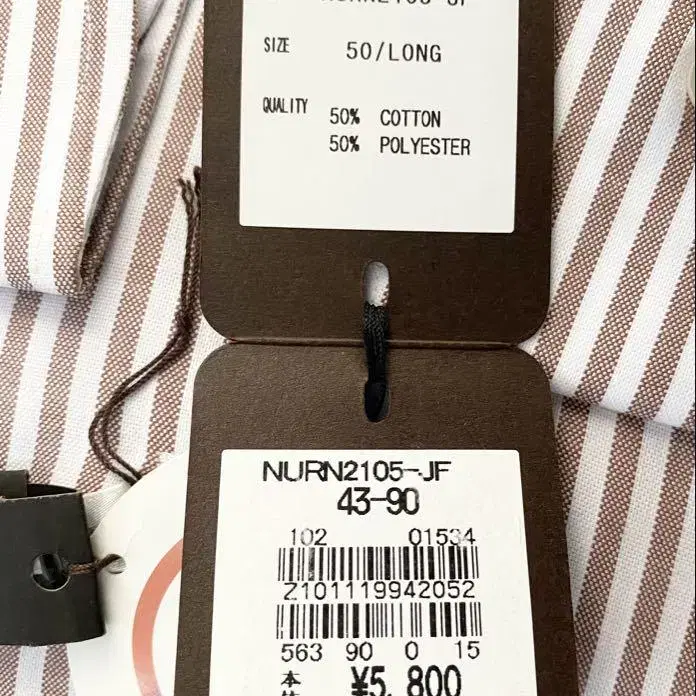 SIZE 50/LONG
QUALITY 50% COTTON
50% POLYESTER
NURN2105-JF
43-90
102 01534
Z101119942052
563 90 0 15
本 ¥5,800